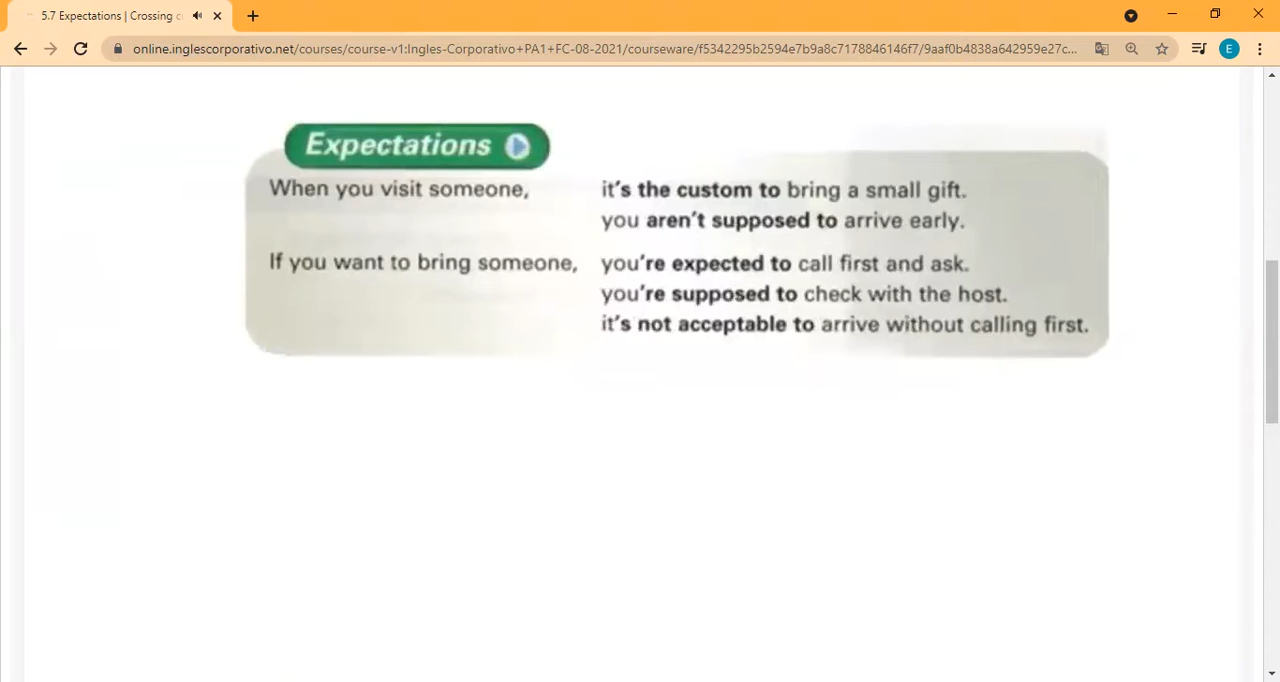 5.7 Expectations | Crossing c
online.inglescorporativo.net/courses/course-v1:Ingles-Corporativo+PA1+FC-08-2021/courseware/f5342295b2594e7b9a8c7178846146f7/9aaf0b4838a642959e27c...
E
Expectations
When you visit someone, it's the custom to bring a small gift.
you aren't supposed to arrive early.
If you want to bring someone, you're expected to call first and ask.
you're supposed to check with the host.
it's not acceptable to arrive without calling first.